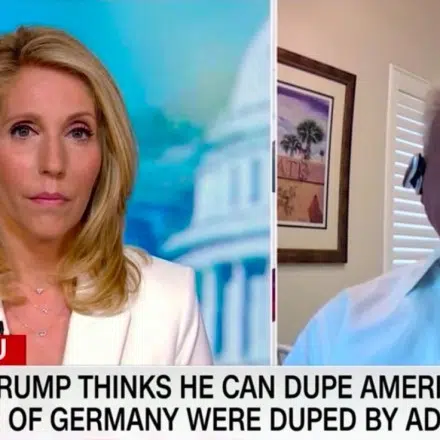 U
RUMP THINKS HE CAN DUPE AMERI
OF GERMANY WERE DUPED BY AD